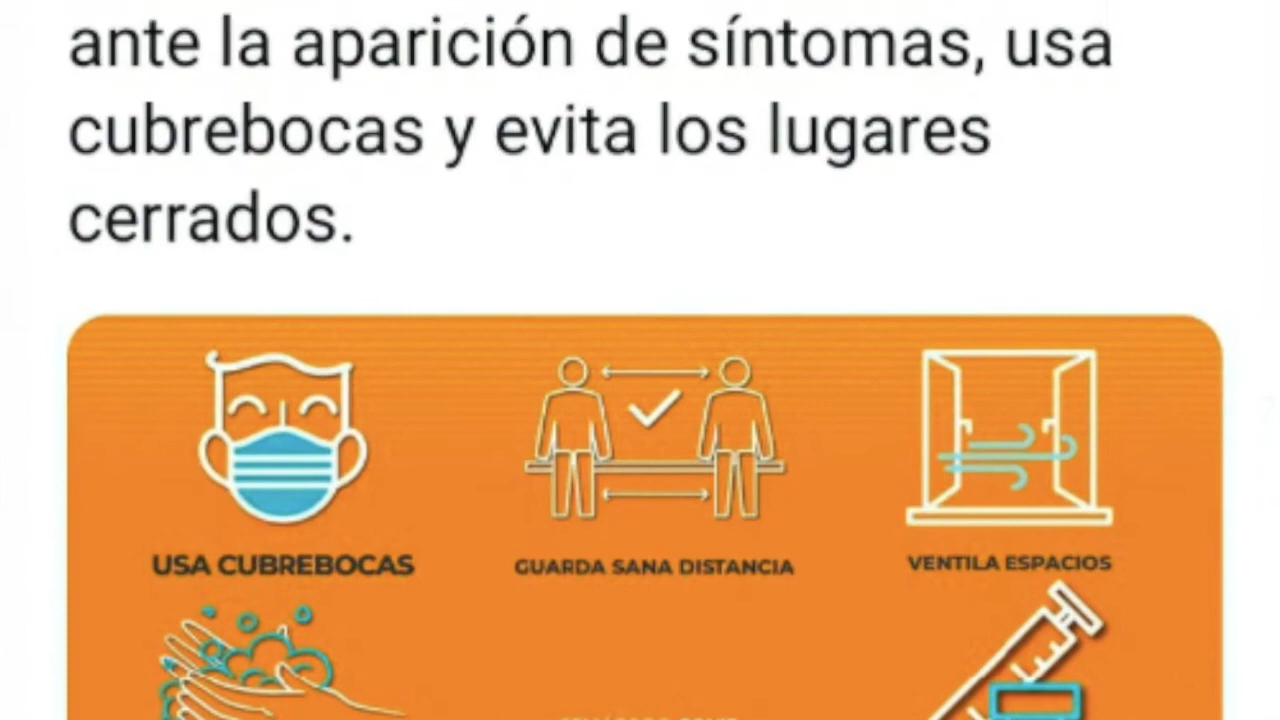 ante la aparición de síntomas, usa
cubrebocas y evita los lugares
cerrados.
USA CUBREBOCAS
GUARDA SANA DISTANCIA
VENTILA ESPACIOS